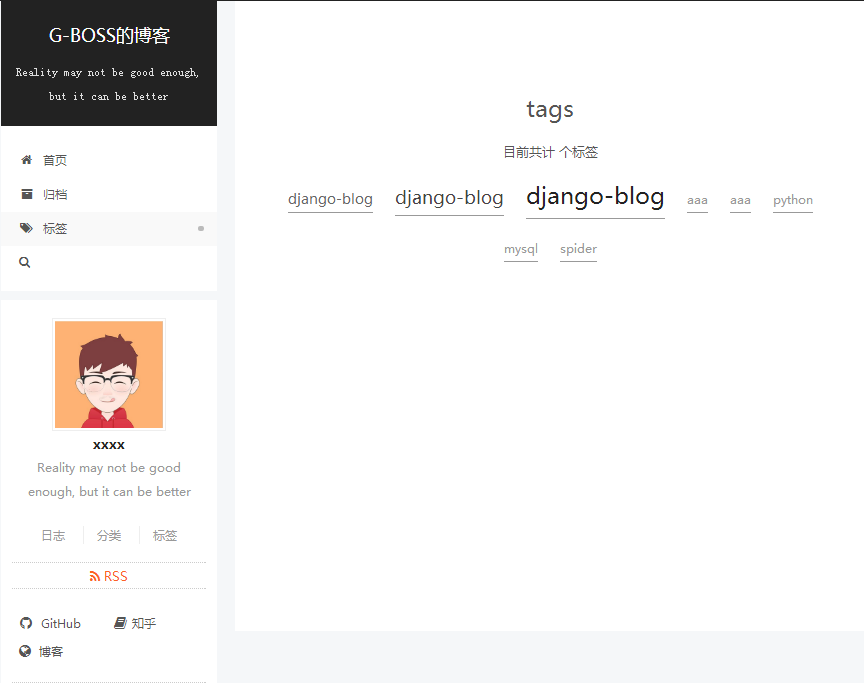 G-BOSS的博客
Reality may not be good enough,
but it can be better
首页
归档
标签
xxxx
Reality may not be good
enough, but it can be better
日志 分类 标签
RSS
GitHub 知乎
博客
tags
目前共计 个标签
django-blog django-blog django-blog aaa aaa python
mysql spider